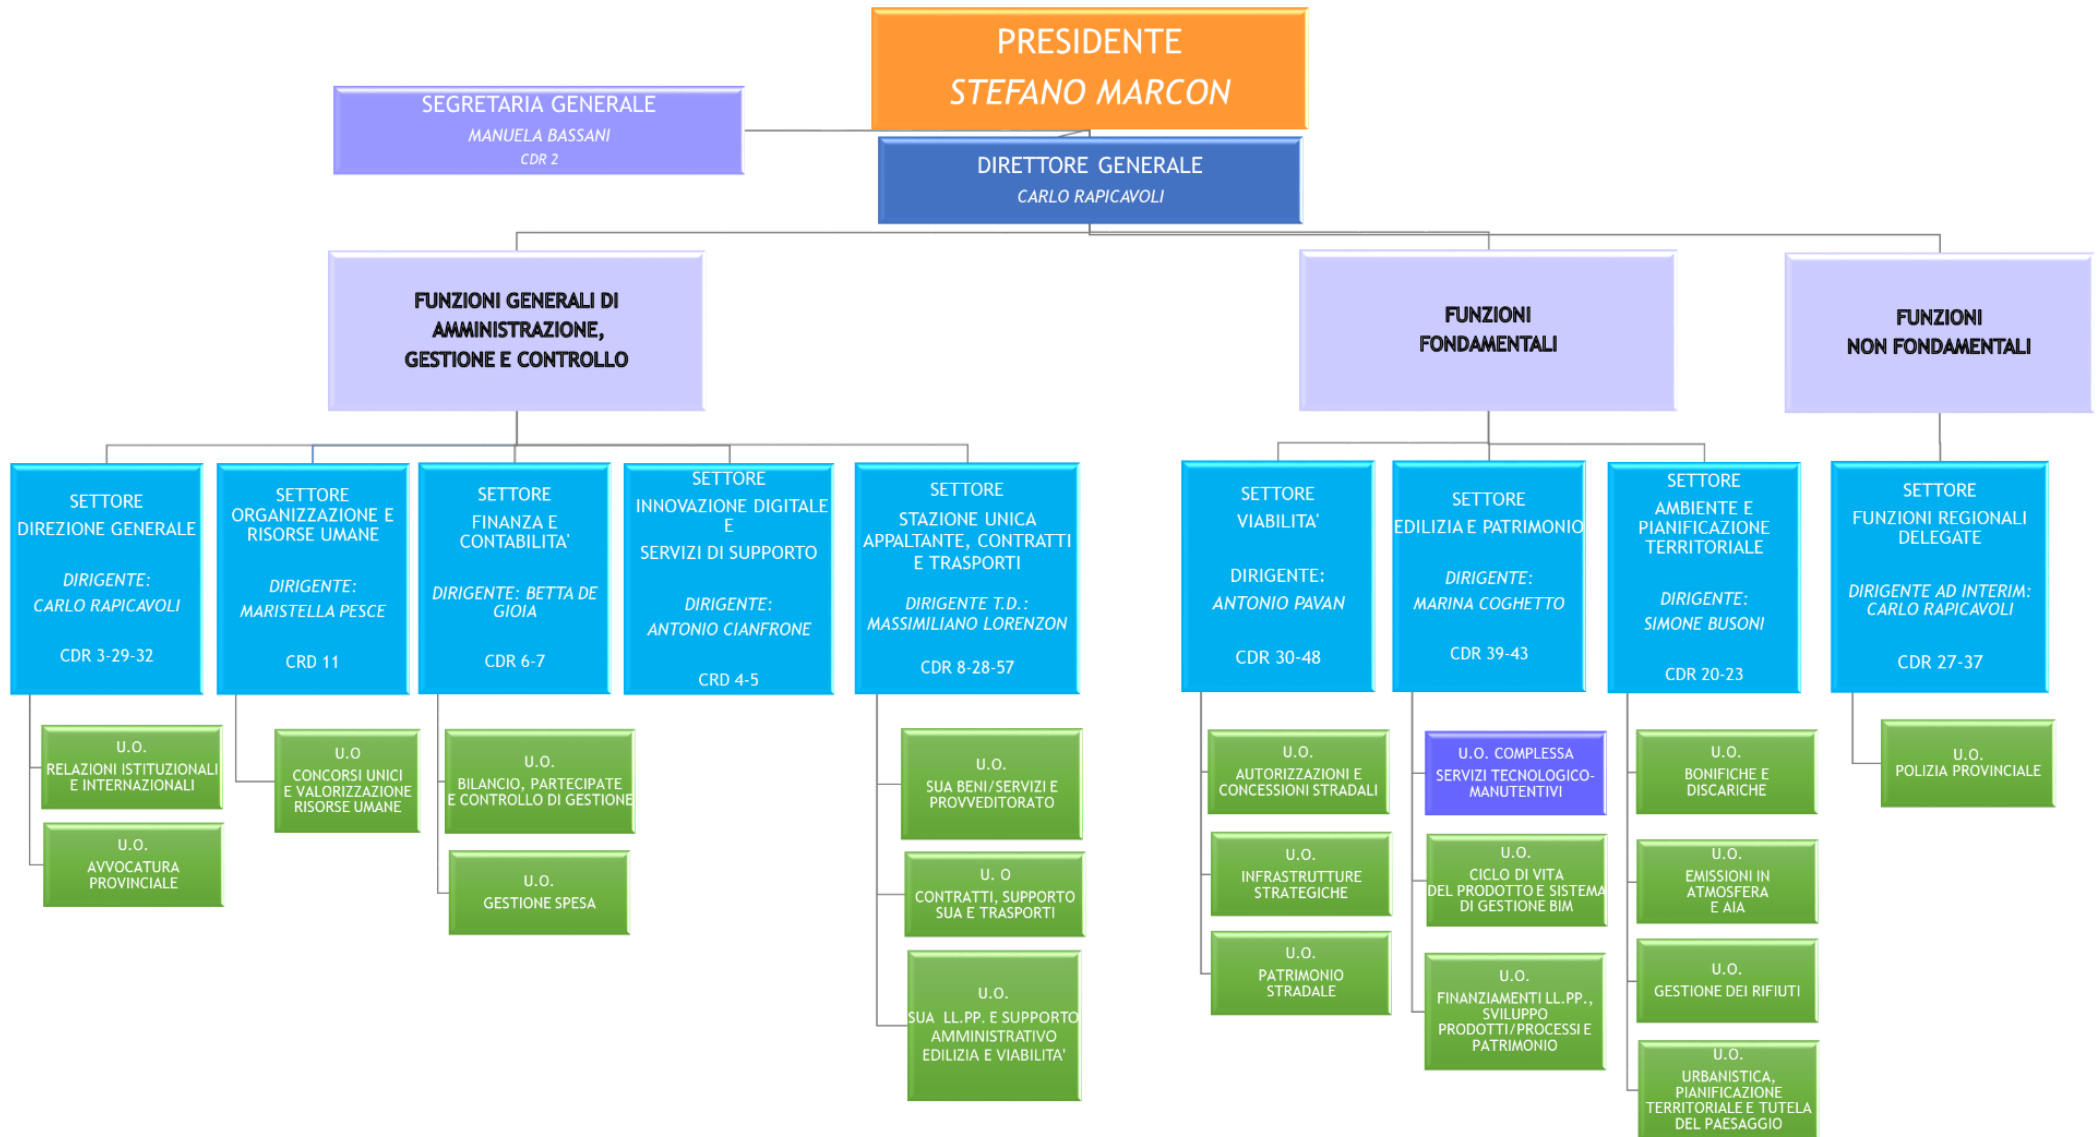 PRESIDENTE
STEFANO MARCON
SEGRETARIA GENERALE
MANUELA BASSANI
CDR 2
DIRETTORE GENERALE
CARLO RAPICAVOLI
FUNZIONI GENERALI DI
AMMINISTRAZIONE,
GESTIONE E CONTROLLO
FUNZIONI
FONDAMENTALI
FUNZIONI
NON FONDAMENTALI
SETTORE
DIREZIONE GENERALE
DIRIGENTE:
CARLO RAPICAVOLI
CDR 3-29-32
SETTORE
ORGANIZZAZIONE E
RISORSE UMANE
DIRIGENTE:
MARISTELLA PESCE
CRD 11
SETTORE
FINANZA E
CONTABILITA'
DIRIGENTE: BETTA DE
GIOIA
CDR 6-7
SETTORE
INNOVAZIONE DIGITALE
E
SERVIZI DI SUPPORTO
DIRIGENTE:
ANTONIO CIANFRONE
CRD 4-5
SETTORE
STAZIONE UNICA
APPALTANTE, CONTRATTI
E TRASPORTI
DIRIGENTE T.D.:
MASSIMILIANO LORENZON
CDR 8-28-57
SETTORE
VIABILITA'
DIRIGENTE:
ANTONIO PAVAN
CDR 30-48
SETTORE
EDILIZIA E PATRIMONIO
DIRIGENTE:
MARINA COGHETTO
CDR 39-43
SETTORE
AMBIENTE E
PIANIFICAZIONE
TERRITORIALE
DIRIGENTE:
SIMONE BUSONI
CDR 20-23
SETTORE
FUNZIONI REGIONALI
DELEGATE
DIRIGENTE AD INTERIM:
CARLO RAPICAVOLI
CDR 27-37
U.O.
RELAZIONI ISTITUZIONALI
E INTERNAZIONALI
U.O.
AVVOCATURA
PROVINCIALE
U.O
CONCORSI UNICI
E VALORIZZAZIONE
RISORSE UMANE
U.O.
BILANCIO, PARTECIPATE
E CONTROLLO DI GESTIONE
U.O.
GESTIONE SPESA
U.O.
SUA BENI/SERVIZI E
PROVVEDITORATO
U. O
CONTRATTI, SUPPORTO
SUA E TRASPORTI
U.O.
SUA LL.PP. E SUPPORTO
AMMINISTRATIVO
EDILIZIA E VIABILITA'
U.O.
AUTORIZZAZIONI E
CONCESSIONI STRADALI
U.O.
INFRASTRUTTURE
STRATEGICHE
U.O.
PATRIMONIO
STRADALE
U.O. COMPLESSA
SERVIZI TECNOLOGICO-
MANUTENTIVI
U.O.
CICLO DI VITA
DEL PRODOTTO E SISTEMA
DI GESTIONE BIM
U.O.
FINANZIAMENTI LL.PP.,
SVILUPPO
PRODOTTI/PROCESSI E
PATRIMONIO
U.O.
BONIFICHE E
DISCARICHE
U.O.
EMISSIONI IN
ATMOSFERA
E AIA
U.O.
GESTIONE DEI RIFIUTI
U.O.
URBANISTICA,
PIANIFICAZIONE
TERRITORIALE E TUTELA
DEL PAESAGGIO
U.O.
POLIZIA PROVINCIALE